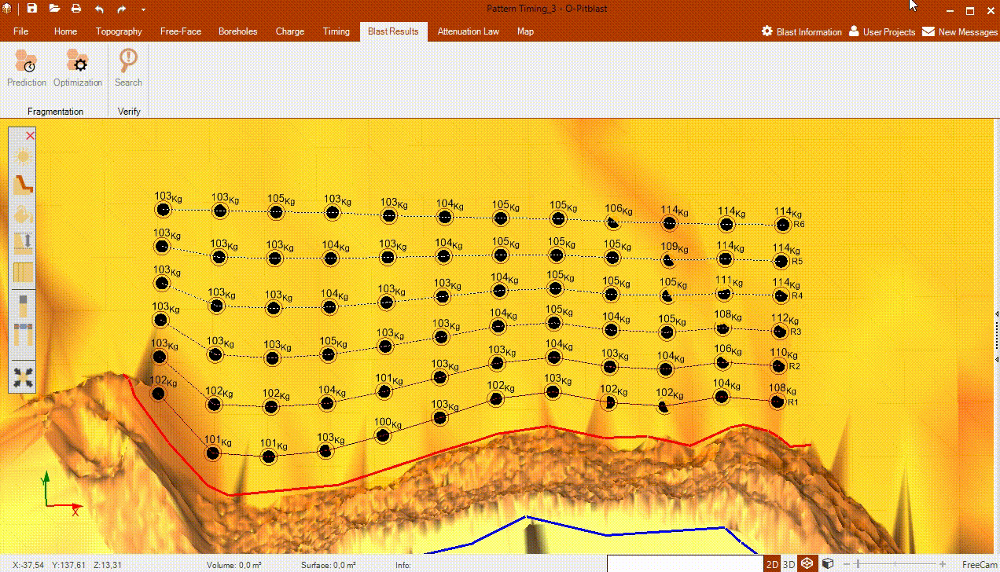 Pattern Timing_3 - O-Pitblast
File Home Topography Free-Face Boreholes Charge Timing Blast Results Attenuation Law Map Blast Information User Projects New Messages
Prediction Optimization Search
Fragmentation Verify
103Kg 103Kg 105Kg 103Kg 103Kg 104Kg 105Kg 105Kg 106Kg 114Kg 114Kg 114Kg R6
103Kg 103Kg 103Kg 104Kg 103Kg 104Kg 105Kg 105Kg 105Kg 109Kg 114Kg 114Kg R5
103Kg 103Kg 103Kg 104Kg 103Kg 103Kg 104Kg 105Kg 105Kg 105Kg 111Kg 114Kg R4
103Kg 103Kg 103Kg 105Kg 103Kg 103Kg 104Kg 105Kg 104Kg 105Kg 108Kg 112Kg R3
103Kg 102Kg 102Kg 104Kg 101Kg 103Kg 103Kg 104Kg 103Kg 104Kg 106Kg 110Kg R2
102Kg 101Kg 101Kg 103Kg 100Kg 103Kg 102Kg 103Kg 102Kg 102Kg 104Kg 108Kg R1
Y
X
X:-37,54 Y:137,61 Z:13,31 Volume: 0,0 m³ Surface: 0,0 m² Info: 2D 3D FreeCam